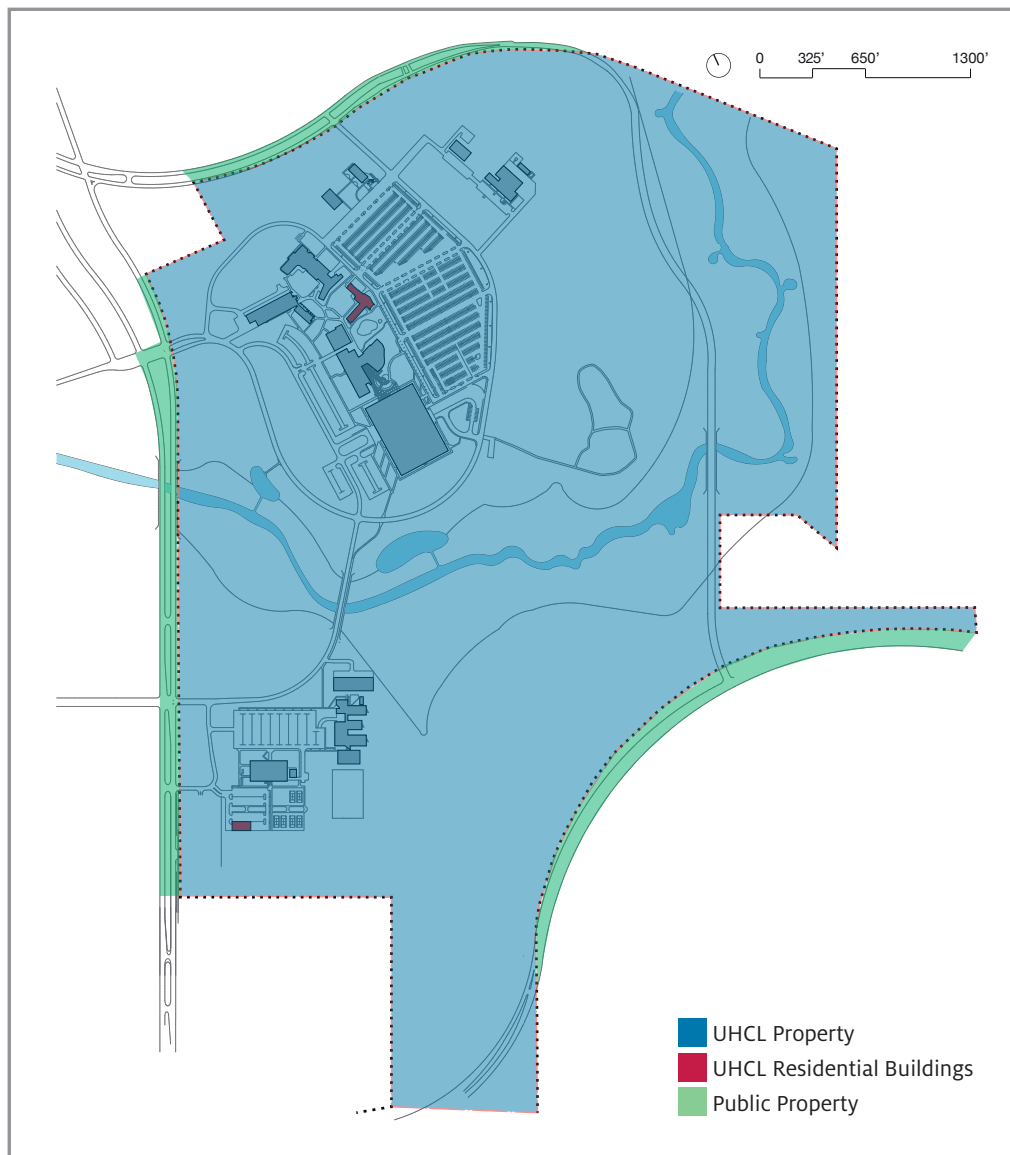 0 325' 650' 1300'
UHCL Property
UHCL Residential Buildings
Public Property